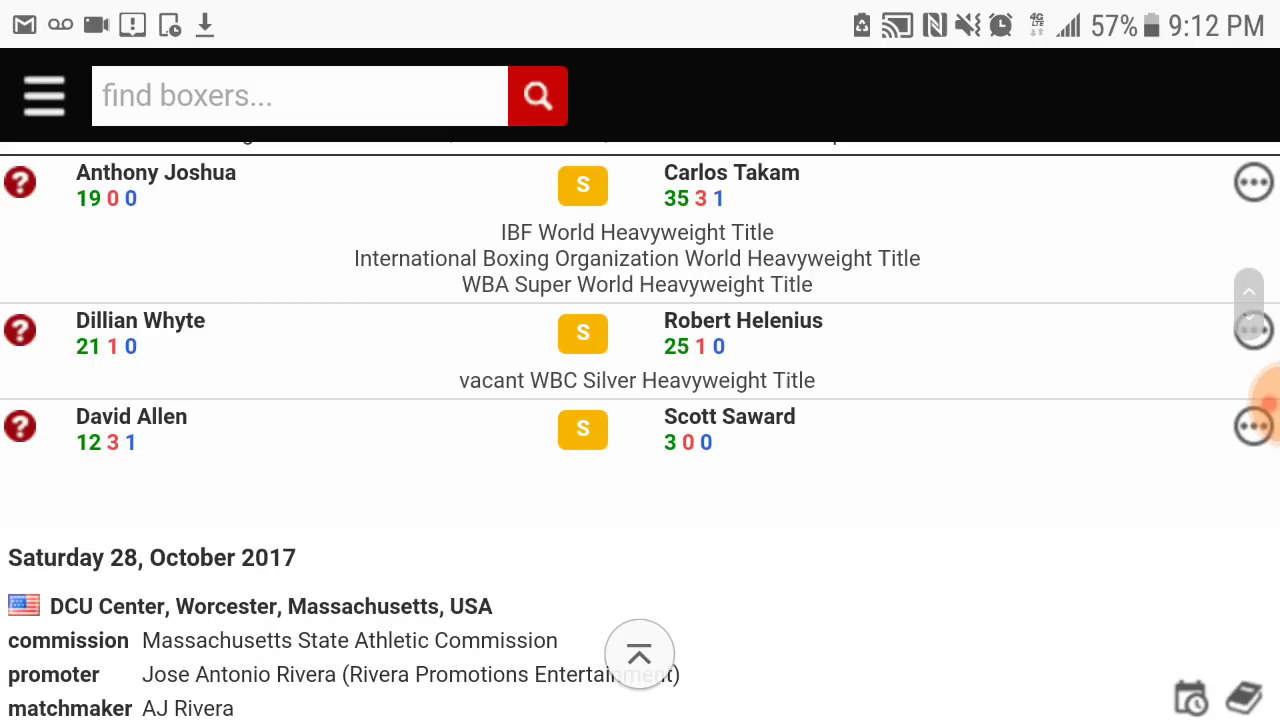 57% 9:12 PM
find boxers...
Anthony Joshua S Carlos Takam
19 0 0 35 3 1
IBF World Heavyweight Title
International Boxing Organization World Heavyweight Title
WBA Super World Heavyweight Title
Dillian Whyte S Robert Helenius
21 1 0 25 1 0
vacant WBC Silver Heavyweight Title
David Allen S Scott Saward
12 3 1 3 0 0
Saturday 28, October 2017
DCU Center, Worcester, Massachusetts, USA
commission Massachusetts State Athletic Commission
promoter Jose Antonio Rivera (Rivera Promotions Entertainment)
matchmaker AJ Rivera